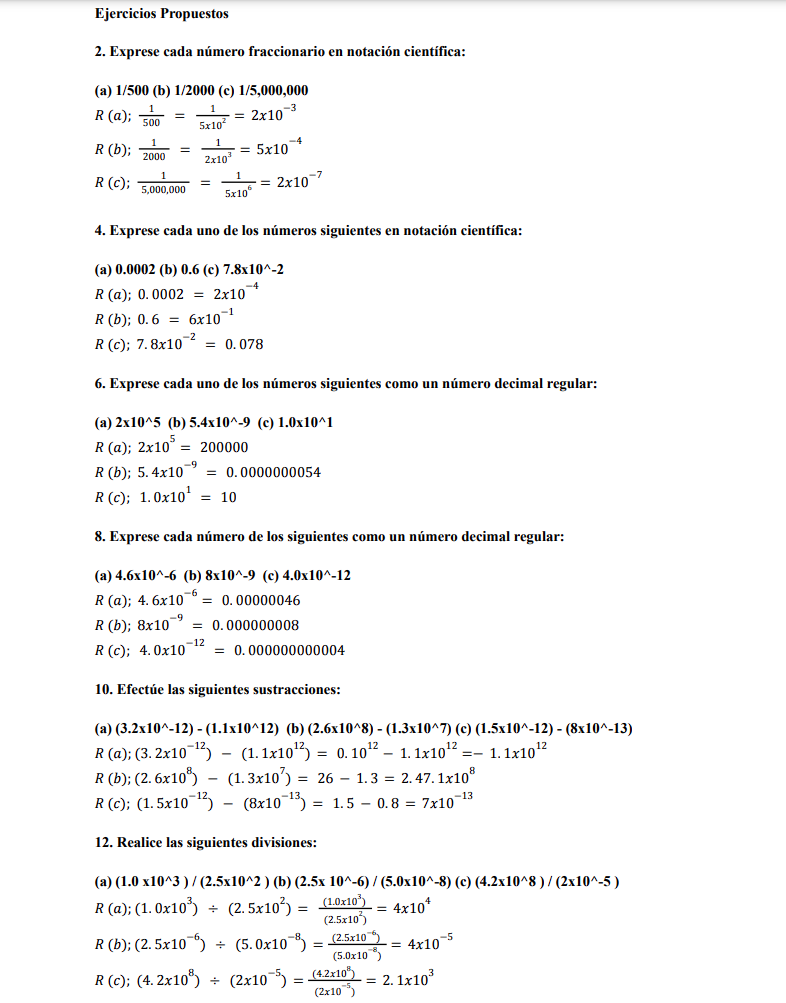 Ejercicios Propuestos
2. Exprese cada número fraccionario en notación científica:
(a) 1/500 (b) 1/2000 (c) 1/5,000,000
R (a); 1/500 = 1/5x10^2 = 2x10^−3
R (b); 1/2000 = 1/2x10^3 = 5x10^−4
R (c); 1/5,000,000 = 1/5x10^6 = 2x10^−7
4. Exprese cada uno de los números siguientes en notación científica:
(a) 0.0002 (b) 0.6 (c) 7.8x10^-2
R (a); 0.0002 = 2x10^−4
R (b); 0.6 = 6x10^−1
R (c); 7.8x10^−2 = 0.078
6. Exprese cada uno de los números siguientes como un número decimal regular:
(a) 2x10^5 (b) 5.4x10^-9 (c) 1.0x10^1
R (a); 2x10^5 = 200000
R (b); 5.4x10^−9 = 0.0000000054
R (c); 1.0x10^1 = 10
8. Exprese cada número de los siguientes como un número decimal regular:
(a) 4.6x10^-6 (b) 8x10^-9 (c) 4.0x10^-12
R (a); 4.6x10^−6 = 0.00000046
R (b); 8x10^−9 = 0.000000008
R (c); 4.0x10^−12 = 0.000000000004
10. Efectúe las siguientes sustracciones:
(a) (3.2x10^-12) - (1.1x10^12) (b) (2.6x10^8) - (1.3x10^7) (c) (1.5x10^-12) - (8x10^-13)
R (a); (3.2x10^−12) − (1.1x10^12) = 0.10^12 − 1.1x10^12 =− 1.1x10^12
R (b); (2.6x10^8) − (1.3x10^7) = 26 − 1.3 = 2.47.1x10^8
R (c); (1.5x10^−12) − (8x10^−13) = 1.5 − 0.8 = 7x10^−13
12. Realice las siguientes divisiones:
(a) (1.0 x10^3 ) / (2.5x10^2 ) (b) (2.5x 10^-6) / (5.0x10^-8) (c) (4.2x10^8 ) / (2x10^-5 )
R (a); (1.0x10^3) ÷ (2.5x10^2) = (1.0x10^3)/(2.5x10^2) = 4x10^4
R (b); (2.5x10^−6) ÷ (5.0x10^−8) = (2.5x10^−6)/(5.0x10^−8) = 4x10^−5
R (c); (4.2x10^8) ÷ (2x10^−5) = (4.2x10^8)/(2x10^−5) = 2.1x10^3